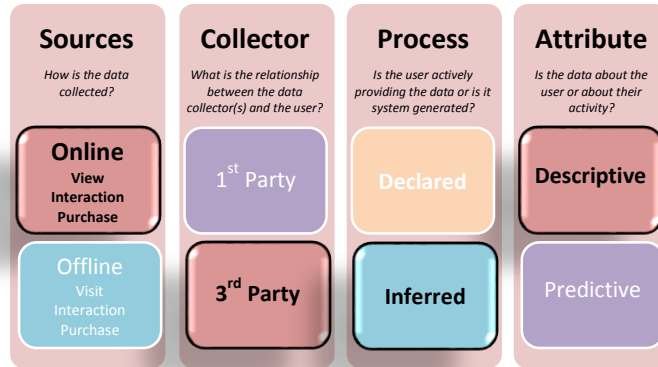 Sources
How is the data
collected?
Online
View
Interaction
Purchase
Offline
Visit
Interaction
Purchase
Collector
What is the relationship
between the data
collector(s) and the user?
1st Party
3rd Party
Process
Is the user actively
providing the data or is it
system generated?
Declared
Inferred
Attribute
Is the data about the
user or about their
activity?
Descriptive
Predictive